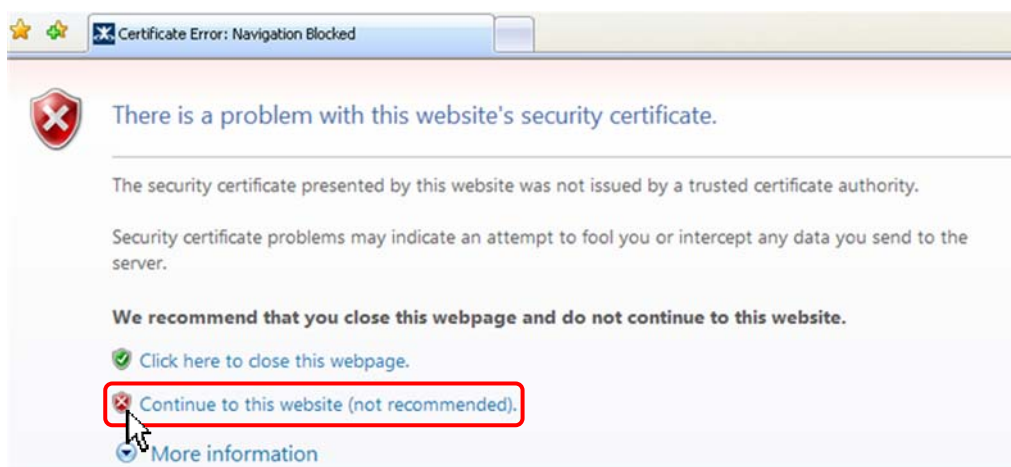 Certificate Error: Navigation Blocked
There is a problem with this website's security certificate.
The security certificate presented by this website was not issued by a trusted certificate authority.
Security certificate problems may indicate an attempt to fool you or intercept any data you send to the
server.
We recommend that you close this webpage and do not continue to this website.
Click here to close this webpage.
Continue to this website (not recommended).
More information